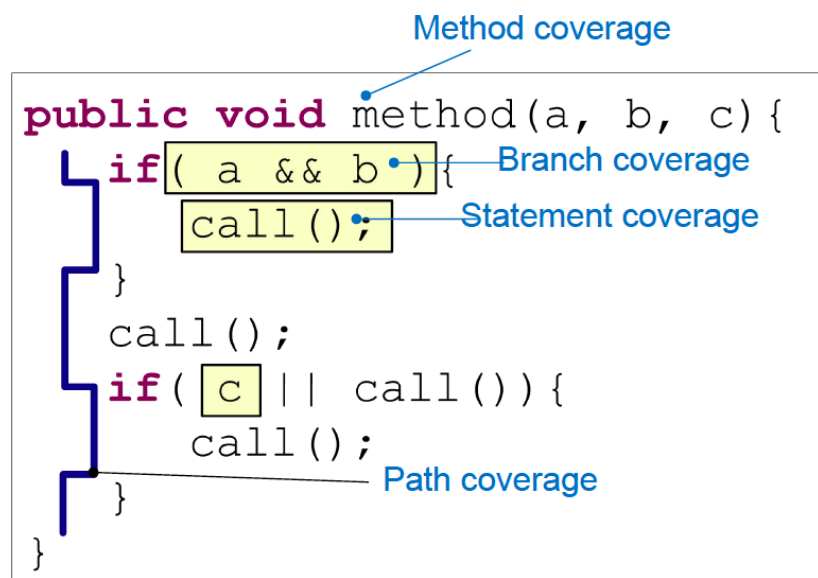 Method coverage
public void method(a, b, c){
if( a && b ){
Branch coverage
call();
Statement coverage
}
call();
if( c || call()){
call();
Path coverage
}
}